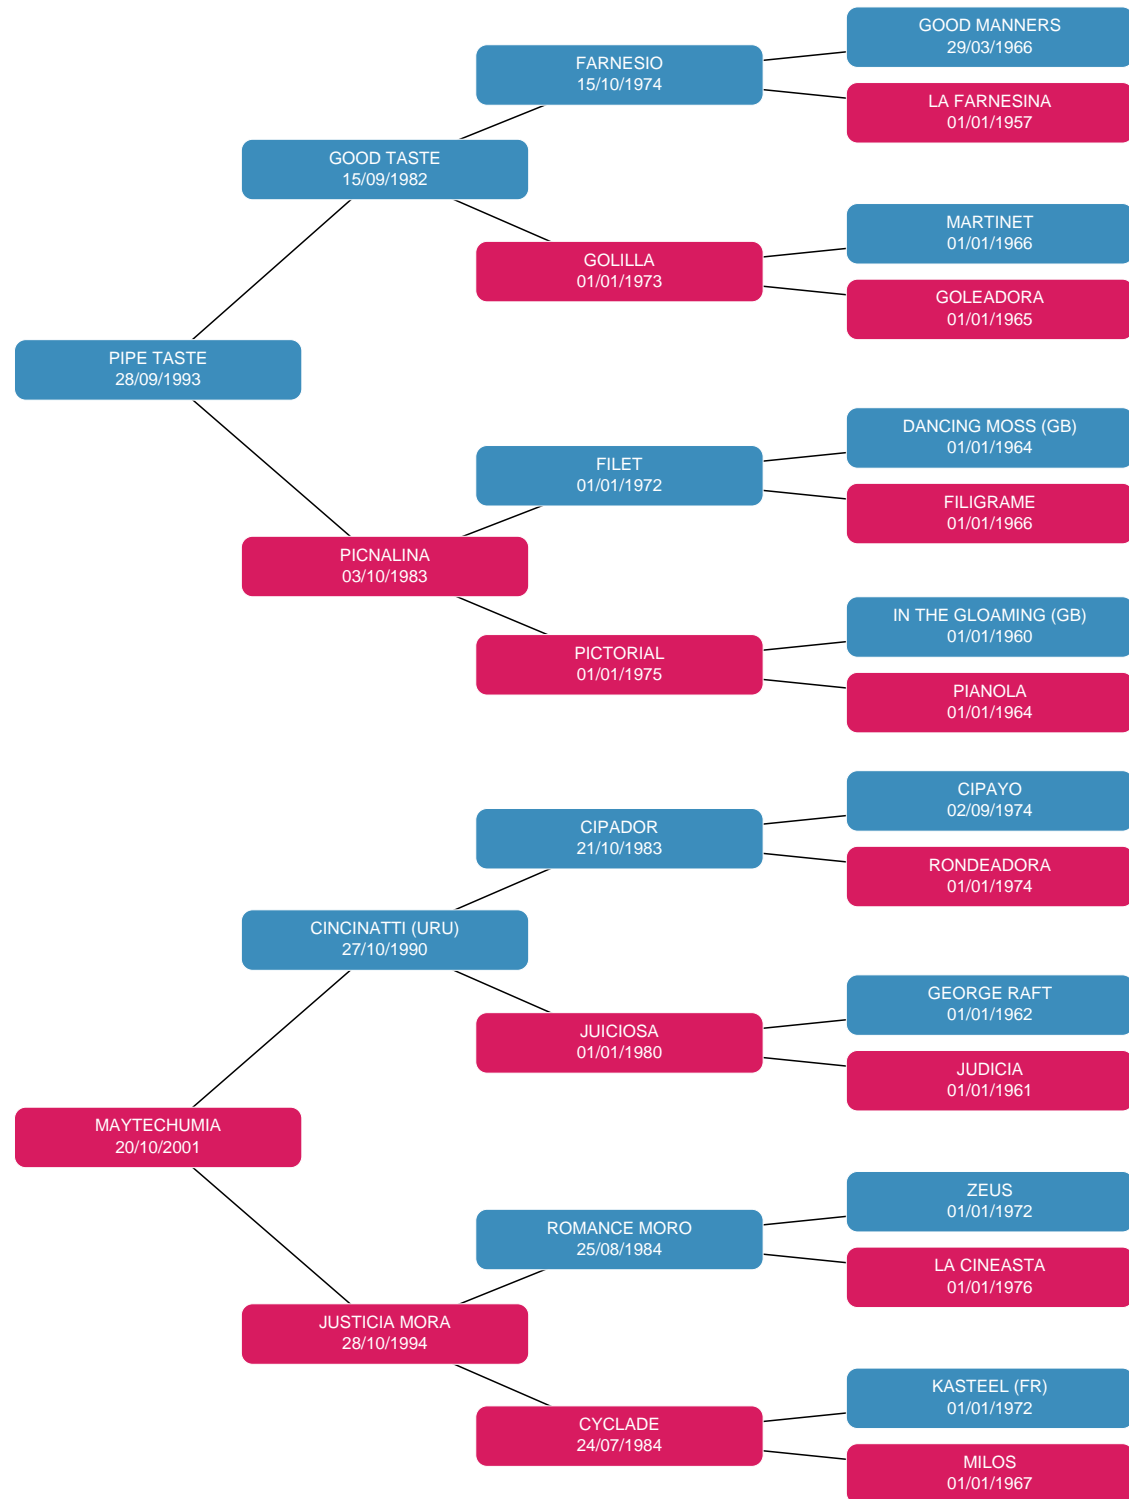 GOOD MANNERS
29/03/1966
FARNESIO
15/10/1974
LA FARNESINA
01/01/1957
GOOD TASTE
15/09/1982
MARTINET
01/01/1966
GOLILLA
01/01/1973
GOLEADORA
01/01/1965
PIPE TASTE
28/09/1993
DANCING MOSS (GB)
01/01/1964
FILET
01/01/1972
FILIGRAME
01/01/1966
PICNALINA
03/10/1983
IN THE GLOAMING (GB)
01/01/1960
PICTORIAL
01/01/1975
PIANOLA
01/01/1964
CIPAYO
02/09/1974
CIPADOR
21/10/1983
RONDEADORA
01/01/1974
CINCINATTI (URU)
27/10/1990
GEORGE RAFT
01/01/1962
JUICIOSA
01/01/1980
JUDICIA
01/01/1961
MAYTECHUMIA
20/10/2001
ZEUS
01/01/1972
ROMANCE MORO
25/08/1984
LA CINEASTA
01/01/1976
JUSTICIA MORA
28/10/1994
KASTEEL (FR)
01/01/1972
CYCLADE
24/07/1984
MILOS
01/01/1967